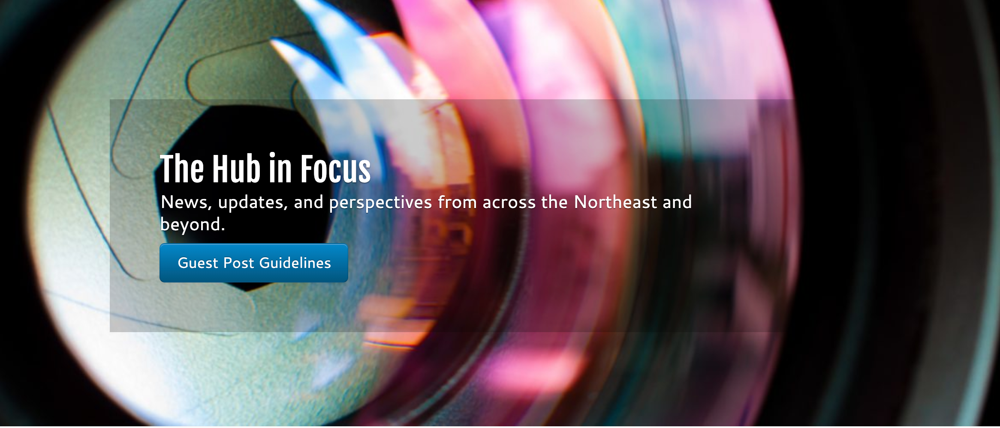 The Hub in Focus
News, updates, and perspectives from across the Northeast and
beyond.
Guest Post Guidelines